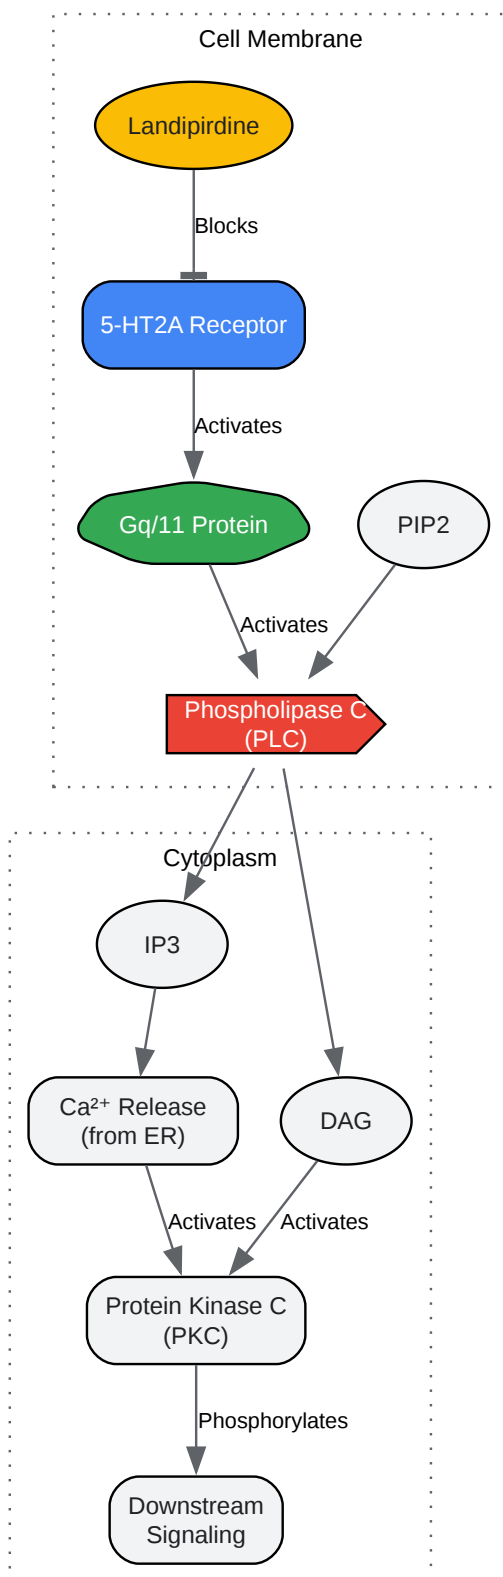 Cell Membrane
Landipirdine
Blocks
5-HT2A Receptor
Activates
Gq/11 Protein
PIP2
Activates
Phospholipase C
(PLC)
Cytoplasm
IP3
Ca²⁺ Release
(from ER)
DAG
Activates
Activates
Protein Kinase C
(PKC)
Phosphorylates
Downstream
Signaling